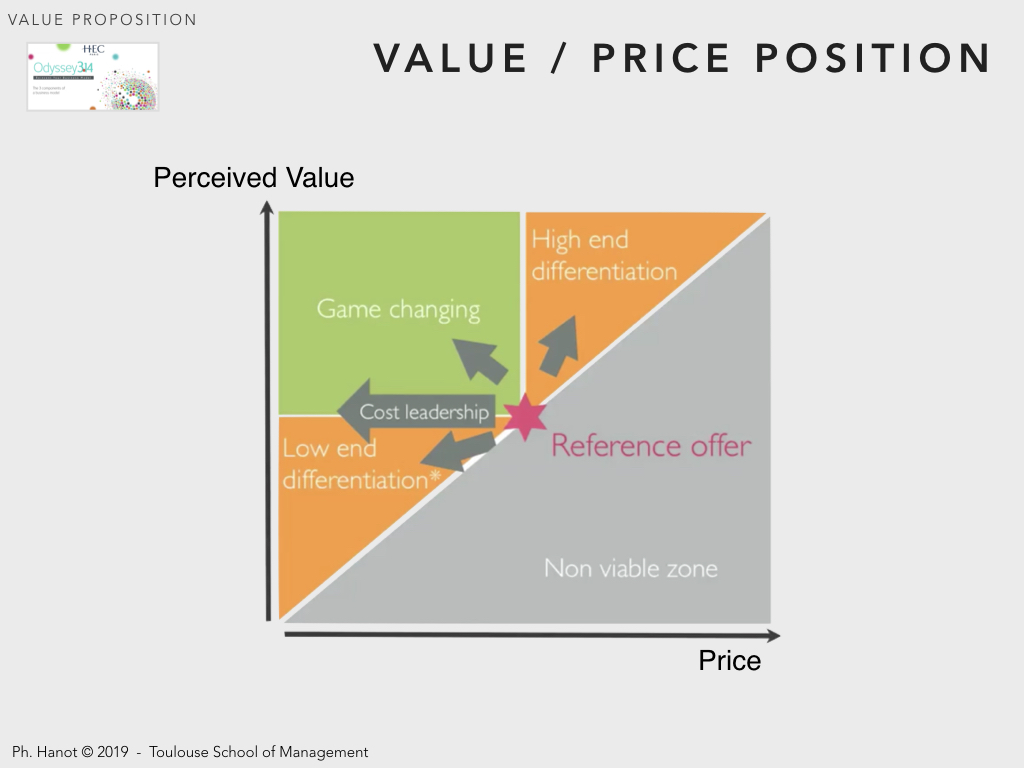 VALUE PROPOSITION
HEC
PARIS
Odyssey3.14
VALUE / PRICE POSITION
Perceived Value
High end
differentiation
Game changing
Cost leadership
Low end
differentiation*
Reference offer
Non viable zone
Price
Ph. Hanot © 2019 - Toulouse School of Management